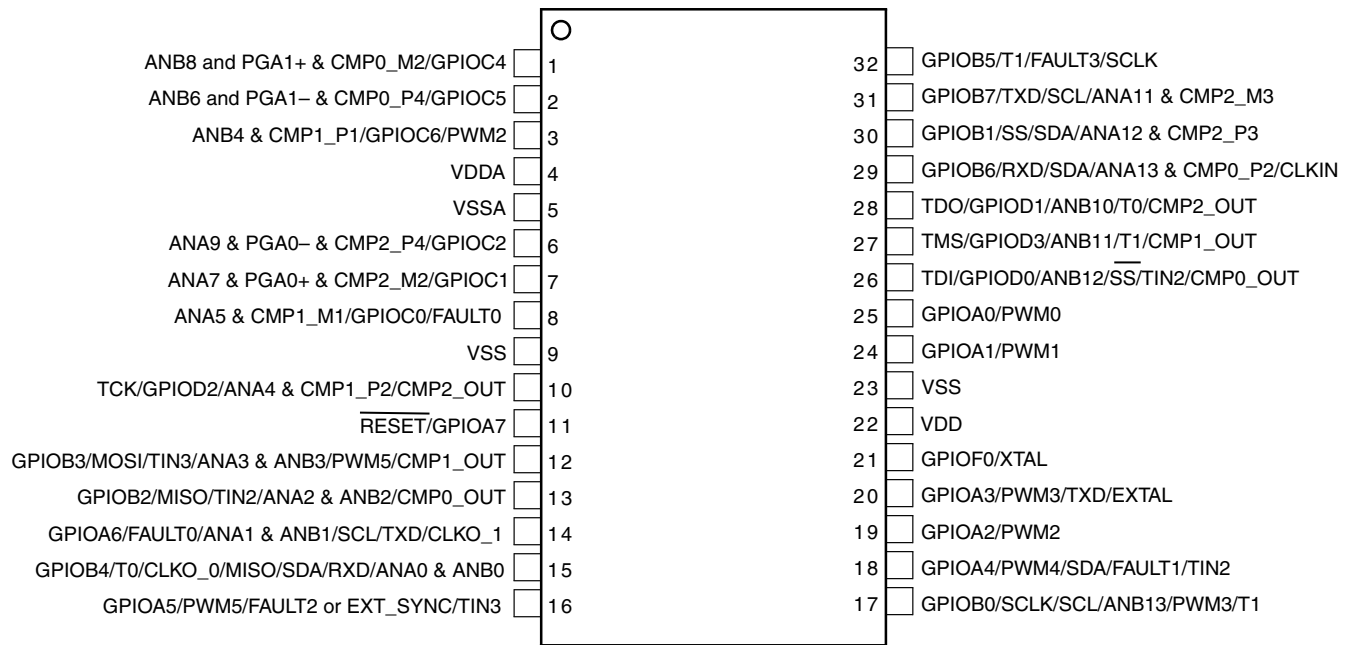 ANB8 and PGA1+ & CMP0_M2/GPIOC4 1
ANB6 and PGA1– & CMP0_P4/GPIOC5 2
ANB4 & CMP1_P1/GPIOC6/PWM2 3
VDDA 4
VSSA 5
ANA9 & PGA0– & CMP2_P4/GPIOC2 6
ANA7 & PGA0+ & CMP2_M2/GPIOC1 7
ANA5 & CMP1_M1/GPIOC0/FAULT0 8
VSS 9
TCK/GPIOD2/ANA4 & CMP1_P2/CMP2_OUT 10
RESET/GPIOA7 11
GPIOB3/MOSI/TIN3/ANA3 & ANB3/PWM5/CMP1_OUT 12
GPIOB2/MISO/TIN2/ANA2 & ANB2/CMP0_OUT 13
GPIOA6/FAULT0/ANA1 & ANB1/SCL/TXD/CLKO_1 14
GPIOB4/T0/CLKO_0/MISO/SDA/RXD/ANA0 & ANB0 15
GPIOA5/PWM5/FAULT2 or EXT_SYNC/TIN3 16
32 GPIOB5/T1/FAULT3/SCLK
31 GPIOB7/TXD/SCL/ANA11 & CMP2_M3
30 GPIOB1/SS/SDA/ANA12 & CMP2_P3
29 GPIOB6/RXD/SDA/ANA13 & CMP0_P2/CLKIN
28 TDO/GPIOD1/ANB10/T0/CMP2_OUT
27 TMS/GPIOD3/ANB11/T1/CMP1_OUT
26 TDI/GPIOD0/ANB12/SS/TIN2/CMP0_OUT
25 GPIOA0/PWM0
24 GPIOA1/PWM1
23 VSS
22 VDD
21 GPIOF0/XTAL
20 GPIOA3/PWM3/TXD/EXTAL
19 GPIOA2/PWM2
18 GPIOA4/PWM4/SDA/FAULT1/TIN2
17 GPIOB0/SCLK/SCL/ANB13/PWM3/T1